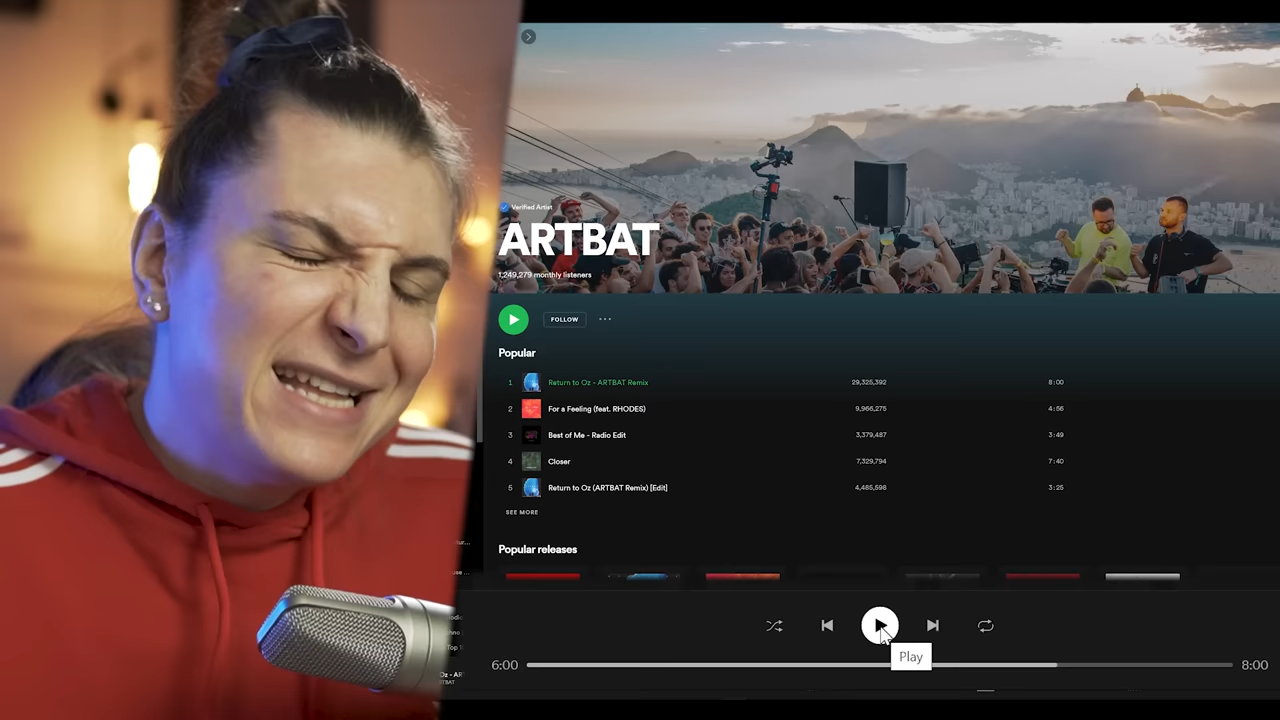 Verified Artist
ARTBAT
1,249,279 monthly listeners
FOLLOW
Popular
1 Return to Oz - ARTBAT Remix 29,325,392 8:00
2 For a Feeling (feat. RHODES) 9,966,275 4:56
3 Best of Me - Radio Edit 3,379,487 3:49
4 Closer 7,329,794 7:40
5 Return to Oz (ARTBAT Remix) [Edit] 4,485,598 3:25
SEE MORE
Popular releases
Play
6:00
8:00